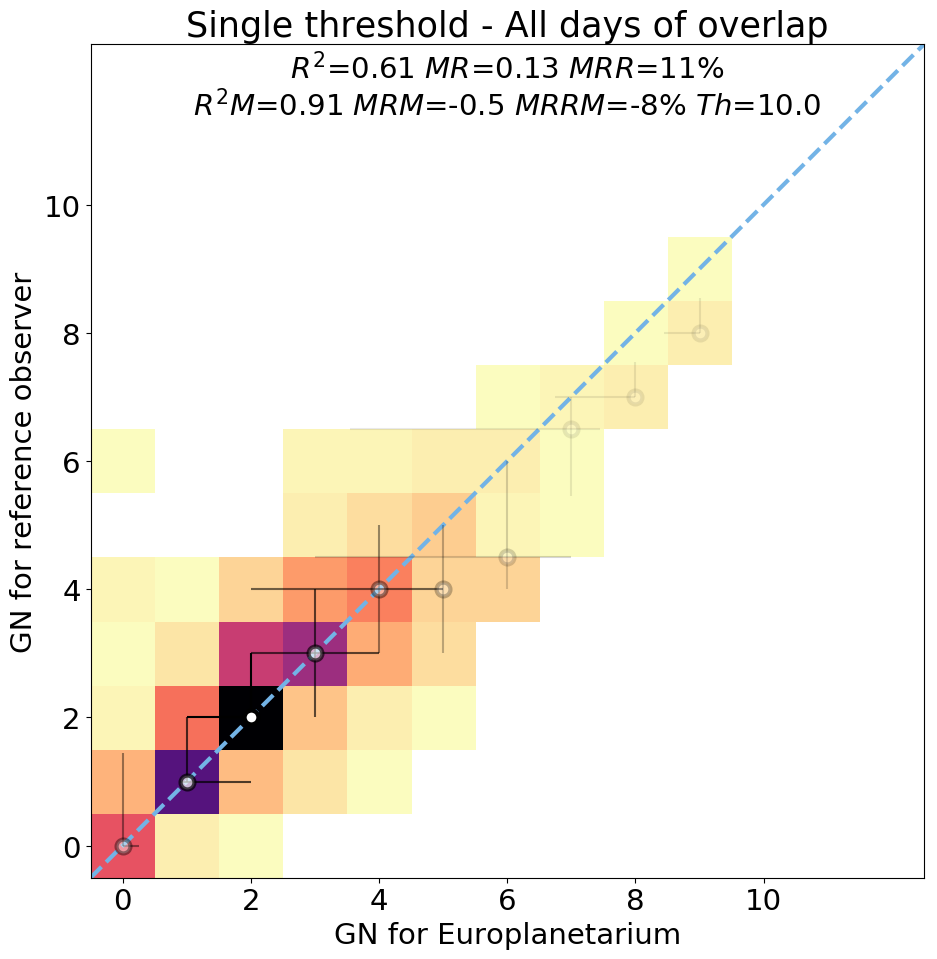 Single threshold - All days of overlap
R²=0.61 MR=0.13 MRR=11%
R²M=0.91 MRM=-0.5 MRRM=-8% Th=10.0
10
8
6
4
2
0
GN for reference observer
0 2 4 6 8 10
GN for Europlanetarium